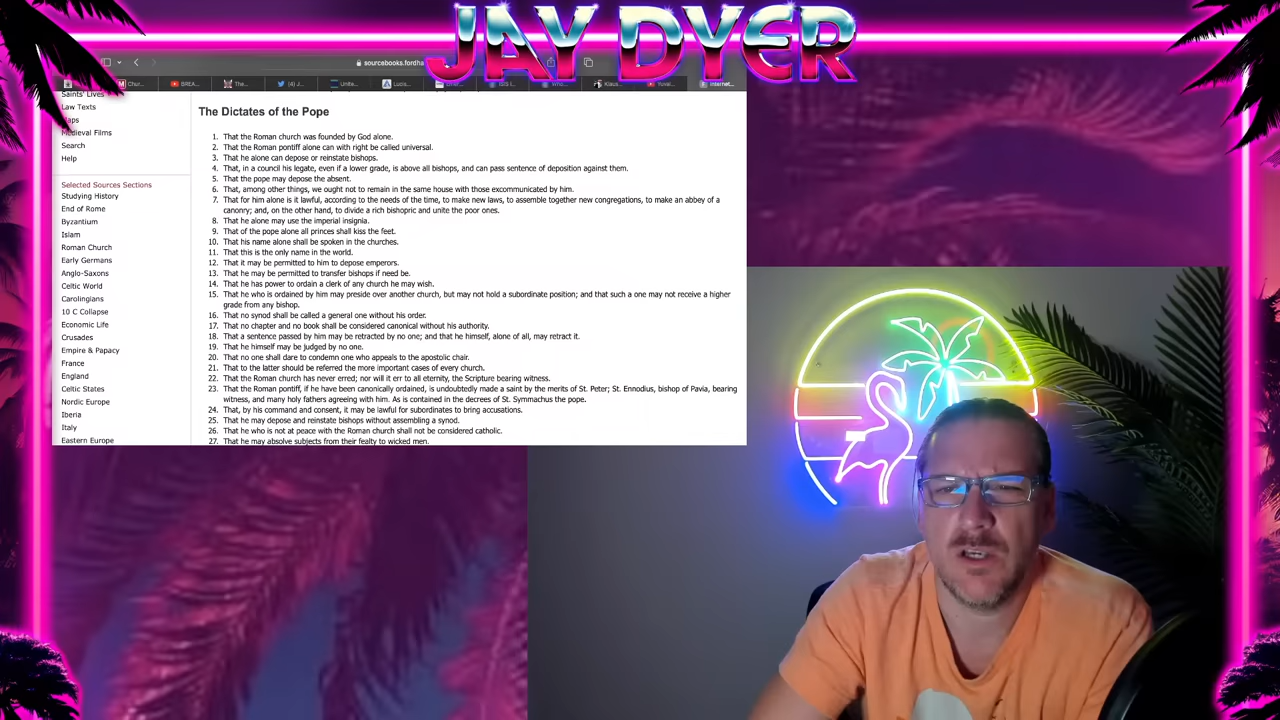 JAY DYER
sourcebooks.fordha
Chur...
BREA...
The...
(4) J...
Unite...
ISIS I...
Who...
Klaus...
Yuval...
Internet...
Saints' Lives
Law Texts
Maps
Medieval Films
Search
Help
Selected Sources Sections
Studying History
End of Rome
Byzantium
Islam
Roman Church
Early Germans
Anglo-Saxons
Celtic World
Carolingians
10 C Collapse
Economic Life
Crusades
Empire & Papacy
France
England
Celtic States
Nordic Europe
Iberia
Italy
Eastern Europe
The Dictates of the Pope
1. That the Roman church was founded by God alone.
2. That the Roman pontiff alone can with right be called universal.
3. That he alone can depose or reinstate bishops.
4. That, in a council his legate, even if a lower grade, is above all bishops, and can pass sentence of deposition against them.
5. That the pope may depose the absent.
6. That, among other things, we ought not to remain in the same house with those excommunicated by him.
7. That for him alone is it lawful, according to the needs of the time, to make new laws, to assemble together new congregations, to make an abbey of a
canonry; and, on the other hand, to divide a rich bishopric and unite the poor ones.
8. That he alone may use the imperial insignia.
9. That of the pope alone all princes shall kiss the feet.
10. That his name alone shall be spoken in the churches.
11. That this is the only name in the world.
12. That it may be permitted to him to depose emperors.
13. That he may be permitted to transfer bishops if need be.
14. That he has power to ordain a clerk of any church he may wish.
15. That he who is ordained by him may preside over another church, but may not hold a subordinate position; and that such a one may not receive a higher
grade from any bishop.
16. That no synod shall be called a general one without his order.
17. That no chapter and no book shall be considered canonical without his authority.
18. That a sentence passed by him may be retracted by no one; and that he himself, alone of all, may retract it.
19. That he himself may be judged by no one.
20. That no one shall dare to condemn one who appeals to the apostolic chair.
21. That to the latter should be referred the more important cases of every church.
22. That the Roman church has never erred; nor will it err to all eternity, the Scripture bearing witness.
23. That the Roman pontiff, if he have been canonically ordained, is undoubtedly made a saint by the merits of St. Peter; St. Ennodius, bishop of Pavia, bearing
witness, and many holy fathers agreeing with him. As is contained in the decrees of St. Symmachus the pope.
24. That, by his command and consent, it may be lawful for subordinates to bring accusations.
25. That he may depose and reinstate bishops without assembling a synod.
26. That he who is not at peace with the Roman church shall not be considered catholic.
27. That he may absolve subjects from their fealty to wicked men.